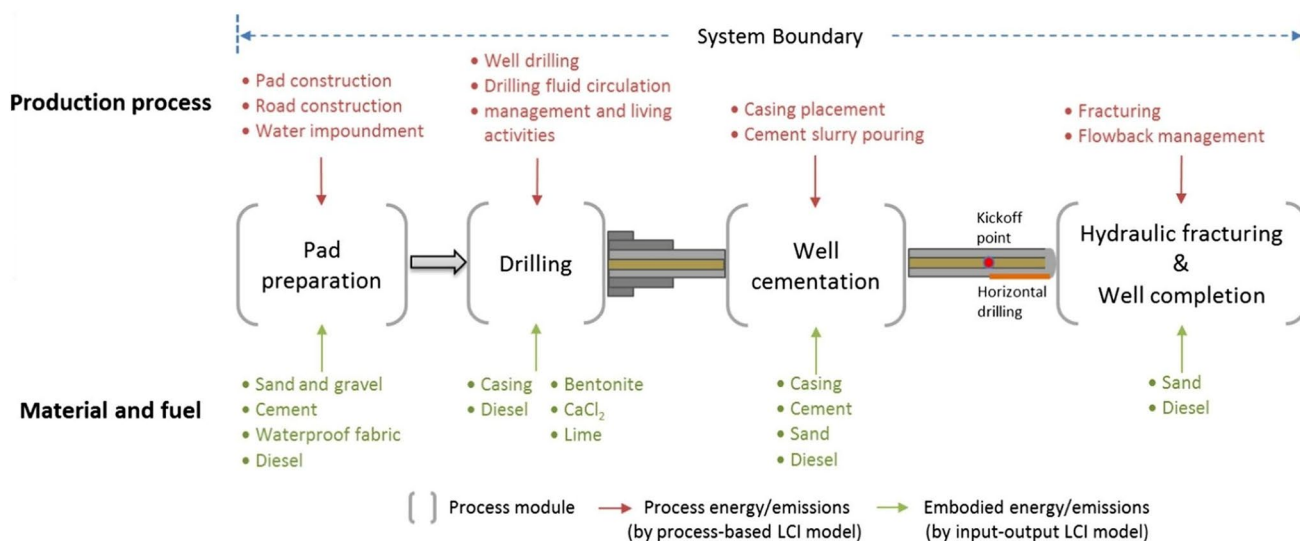 System Boundary
Production process
• Pad construction
• Road construction
• Water impoundment
• Well drilling
• Drilling fluid circulation
• management and living
activities
• Casing placement
• Cement slurry pouring
• Fracturing
• Flowback management
Pad
preparation
Drilling
Well
cementation
Kickoff
point
Horizontal
drilling
Hydraulic fracturing
&
Well completion
Material and fuel
• Sand and gravel
• Cement
• Waterproof fabric
• Diesel
• Casing
• Diesel
• Bentonite
• CaCl₂
• Lime
• Casing
• Cement
• Sand
• Diesel
• Sand
• Diesel
Process module
Process energy/emissions
(by process-based LCI model)
Embodied energy/emissions
(by input-output LCI model)